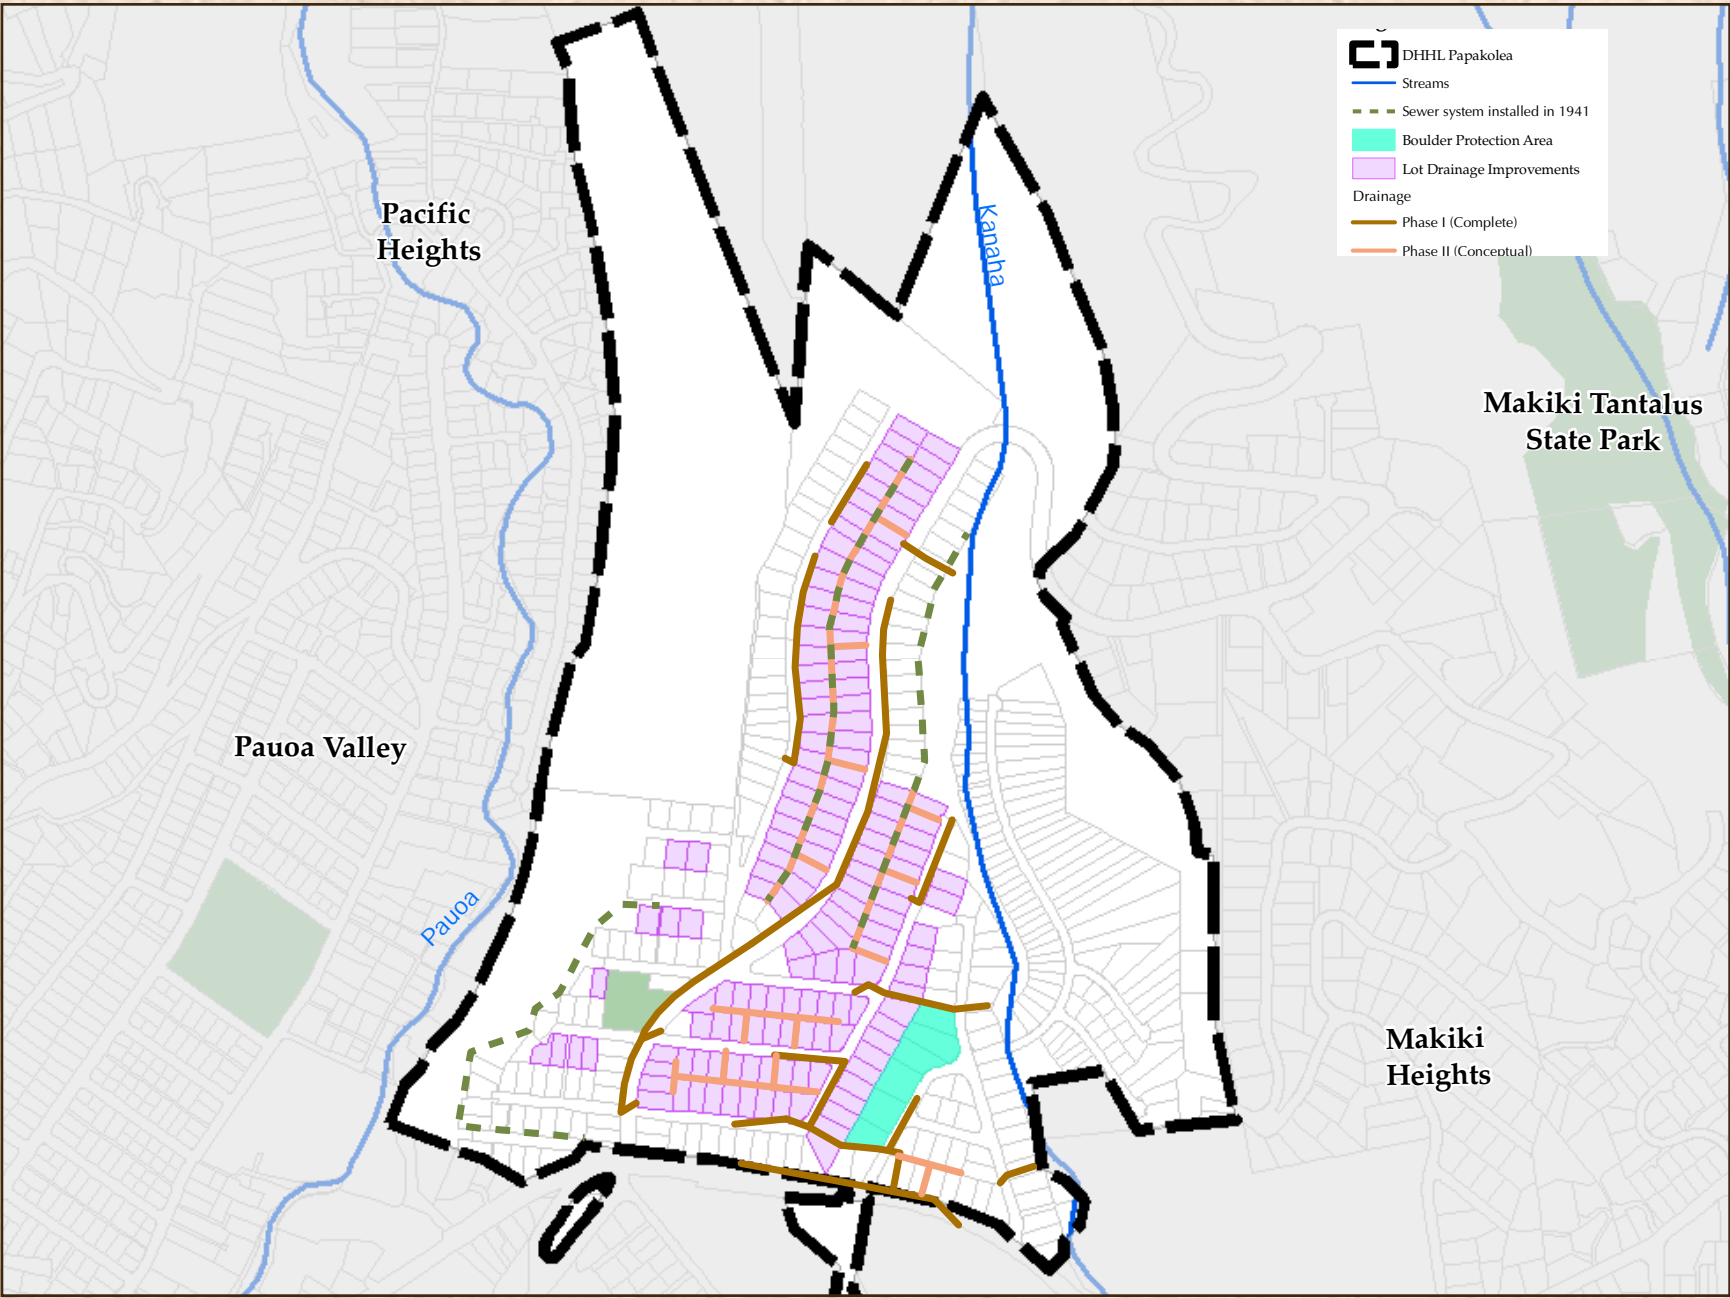 DHHL Papakolea
Streams
Sewer system installed in 1941
Boulder Protection Area
Lot Drainage Improvements
Drainage
Phase I (Complete)
Phase II (Conceptual)
Pacific
Heights
Kanaha
Makiki Tantalus
State Park
Pauoa Valley
Pauoa
Makiki
Heights